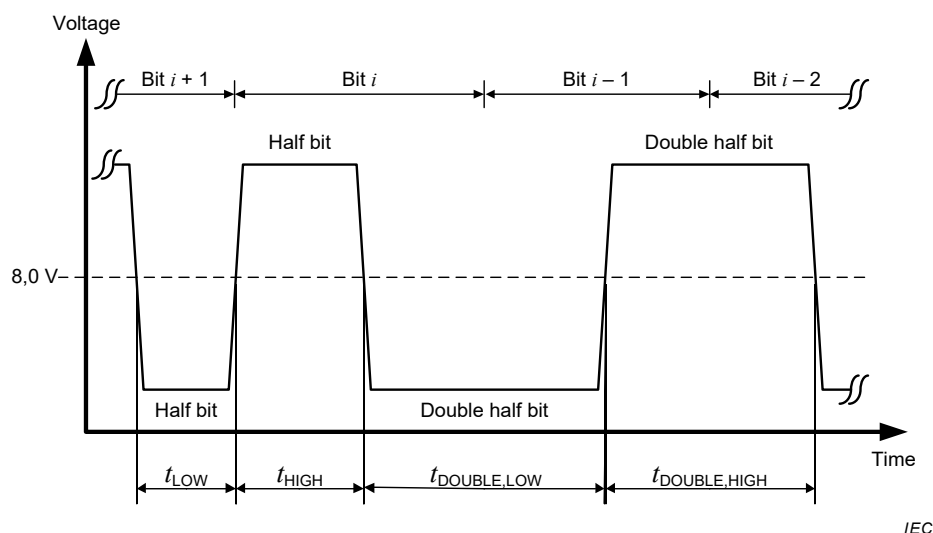 Voltage
Bit i + 1
Bit i
Bit i – 1
Bit i – 2
Half bit
Double half bit
8,0 V
Half bit
Double half bit
Time
tLOW
tHIGH
tDOUBLE,LOW
tDOUBLE,HIGH
IEC